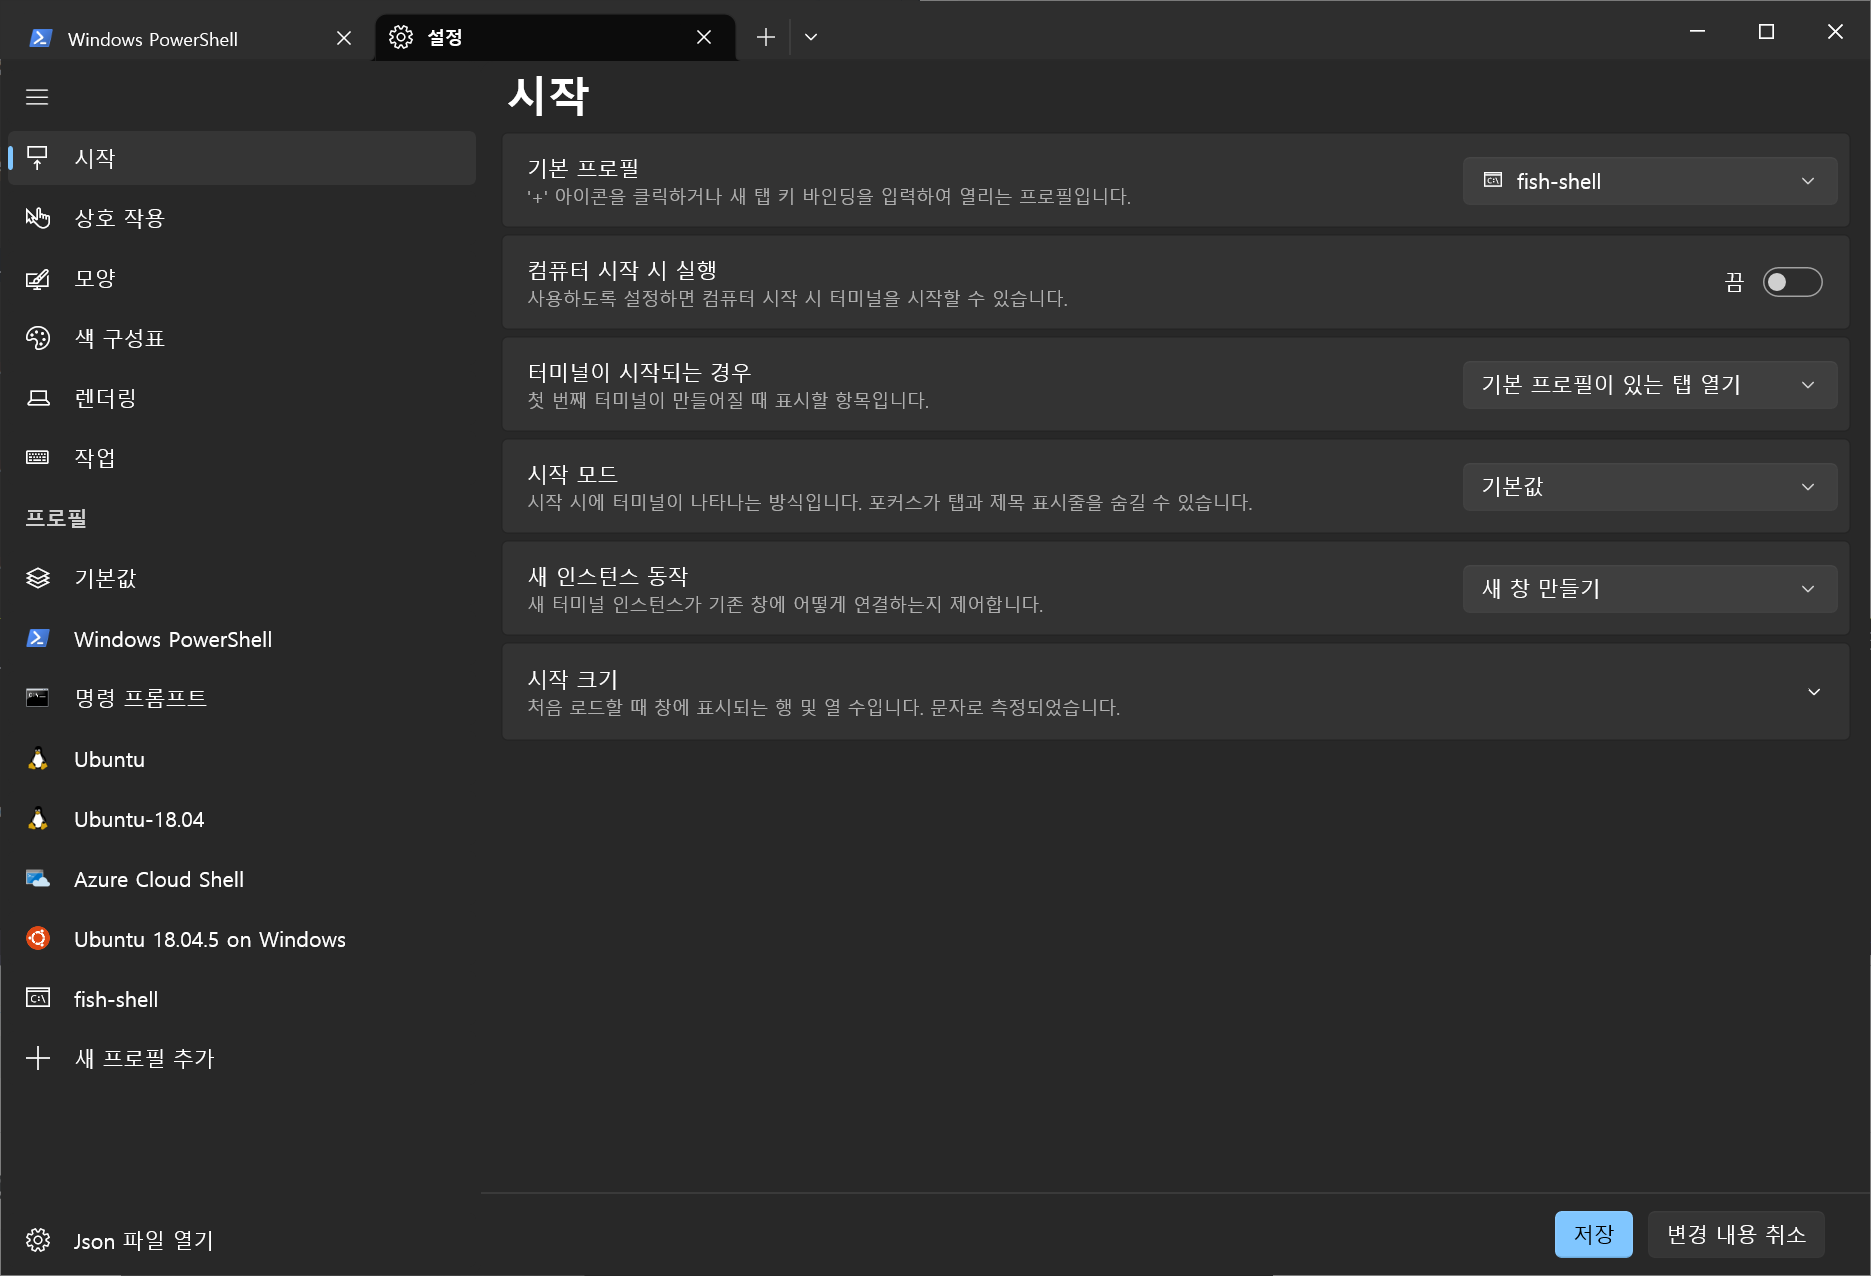 Windows PowerShell
설정
시작
상호 작용
모양
색 구성표
렌더링
작업
프로필
기본값
Windows PowerShell
명령 프롬프트
Ubuntu
Ubuntu-18.04
Azure Cloud Shell
Ubuntu 18.04.5 on Windows
fish-shell
새 프로필 추가
Json 파일 열기
시작
기본 프로필
'+' 아이콘을 클릭하거나 새 탭 키 바인딩을 입력하여 열리는 프로필입니다.
fish-shell
컴퓨터 시작 시 실행
사용하도록 설정하면 컴퓨터 시작 시 터미널을 시작할 수 있습니다.
끔
터미널이 시작되는 경우
첫 번째 터미널이 만들어질 때 표시할 항목입니다.
기본 프로필이 있는 탭 열기
시작 모드
시작 시에 터미널이 나타나는 방식입니다. 포커스가 탭과 제목 표시줄을 숨길 수 있습니다.
기본값
새 인스턴스 동작
새 터미널 인스턴스가 기존 창에 어떻게 연결하는지 제어합니다.
새 창 만들기
시작 크기
처음 로드할 때 창에 표시되는 행 및 열 수입니다. 문자로 측정되었습니다.
저장
변경 내용 취소